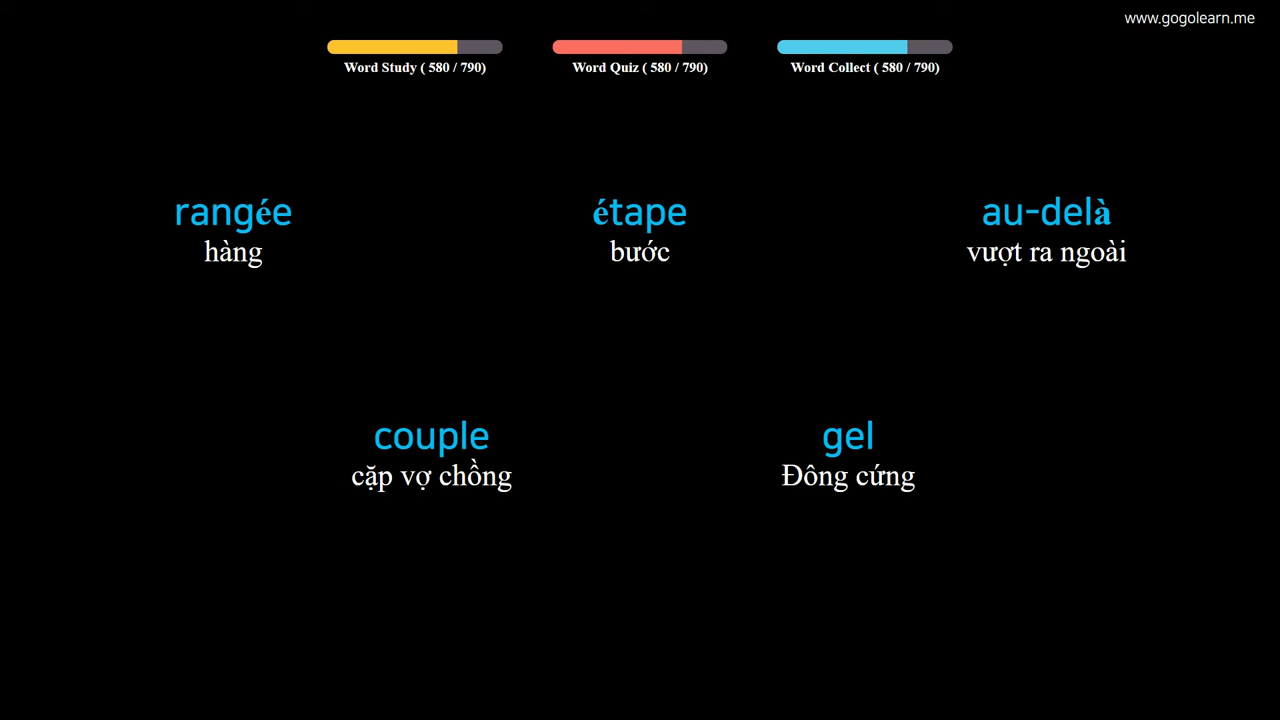 www.gogolearn.me
Word Study ( 580 / 790)
Word Quiz ( 580 / 790)
Word Collect ( 580 / 790)
rangée
hàng
étape
bước
au-delà
vượt ra ngoài
couple
cặp vợ chồng
gel
Đông cứng